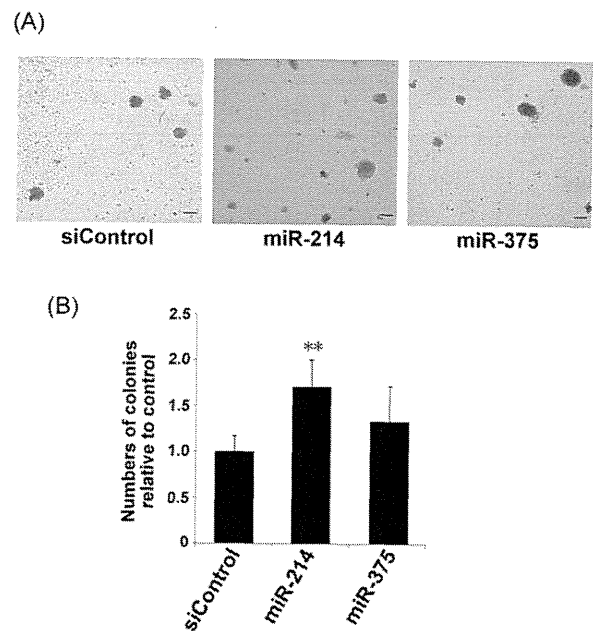 (A)
siControl
miR-214
miR-375
(B)
Numbers of colonies
relative to control
2.5
2.0
1.5
1.0
0.5
0
**
siControl
miR-214
miR-375